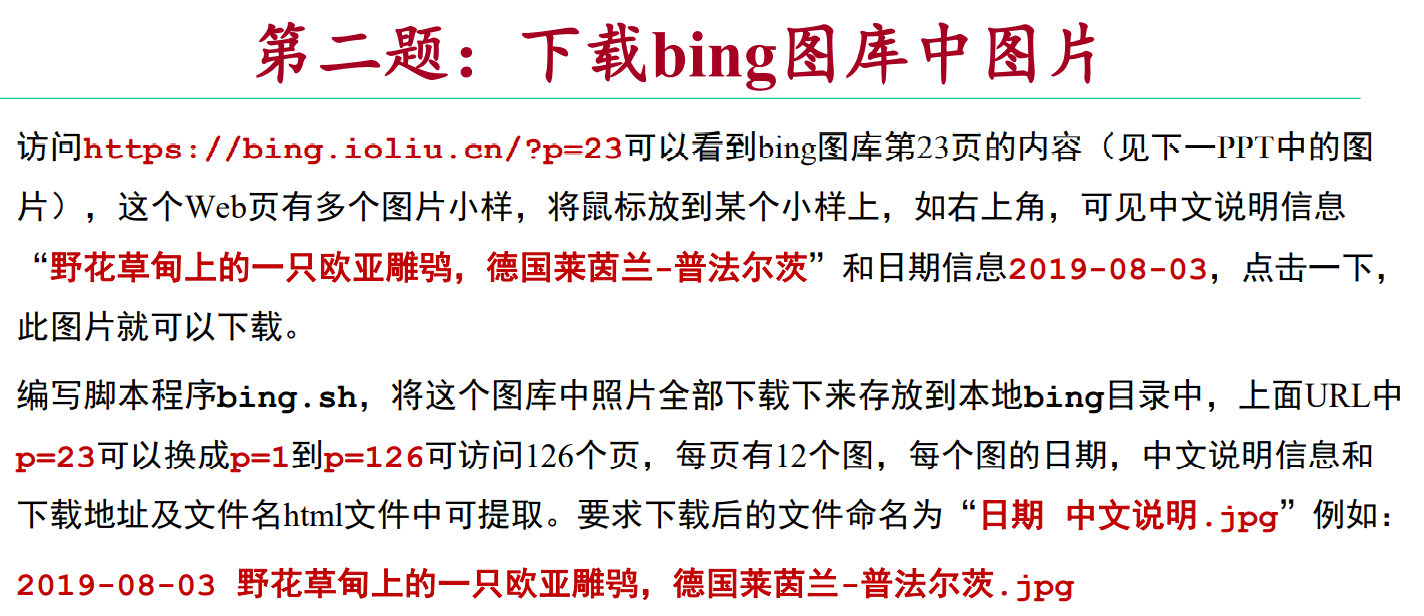 第二题：下载bing图库中图片
访问https://bing.ioliu.cn/?p=23可以看到bing图库第23页的内容（见下一PPT中的图
片），这个Web页有多个图片小样，将鼠标放到某个小样上，如右上角，可见中文说明信息
“野花草甸上的一只欧亚雕鸮，德国莱茵兰-普法尔茨”和日期信息2019-08-03，点击一下，
此图片就可以下载。
编写脚本程序bing.sh，将这个图库中照片全部下载下来存放到本地bing目录中，上面URL中
p=23可以换成p=1到p=126可访问126个页，每页有12个图，每个图的日期，中文说明信息和
下载地址及文件名html文件中可提取。要求下载后的文件命名为“日期 中文说明.jpg”例如：
2019-08-03 野花草甸上的一只欧亚雕鸮，德国莱茵兰-普法尔茨.jpg